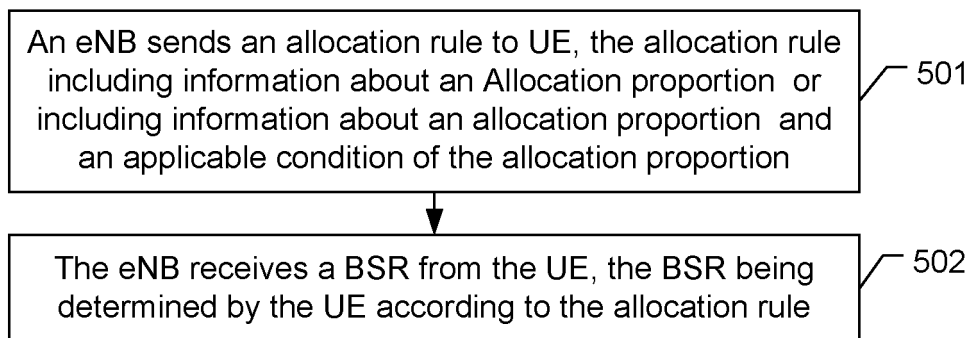 An eNB sends an allocation rule to UE, the allocation rule
including information about an Allocation proportion or
including information about an allocation proportion and
an applicable condition of the allocation proportion
501
The eNB receives a BSR from the UE, the BSR being
determined by the UE according to the allocation rule
502